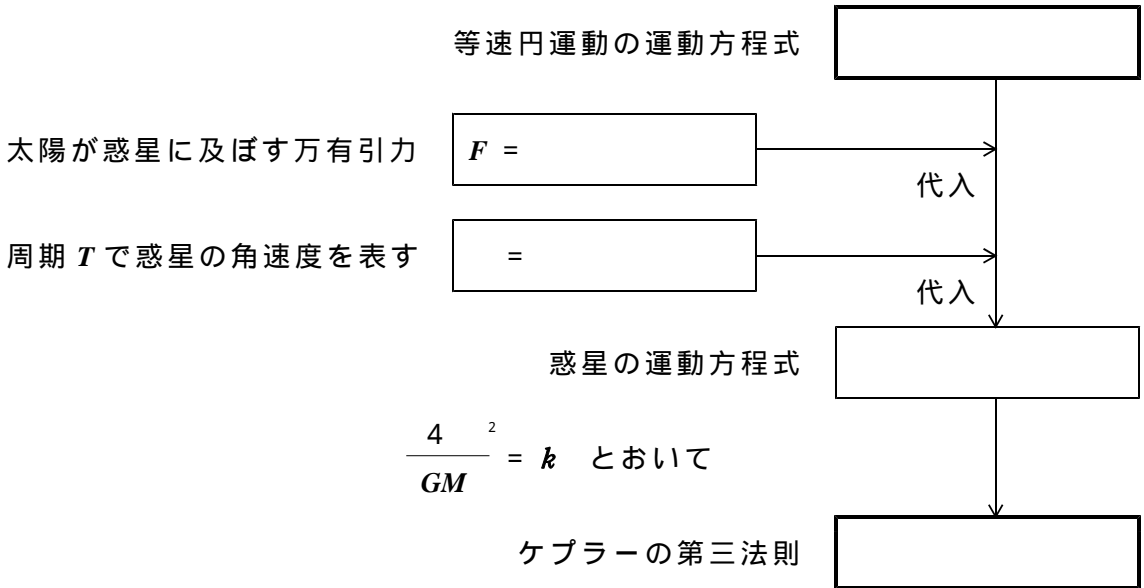 等速円運動の運動方程式
太陽が惑星に及ぼす万有引力 F =
代入
周期 T で惑星の角速度を表す =
代入
惑星の運動方程式
4 ²
GM
= k とおいて
ケプラーの第三法則